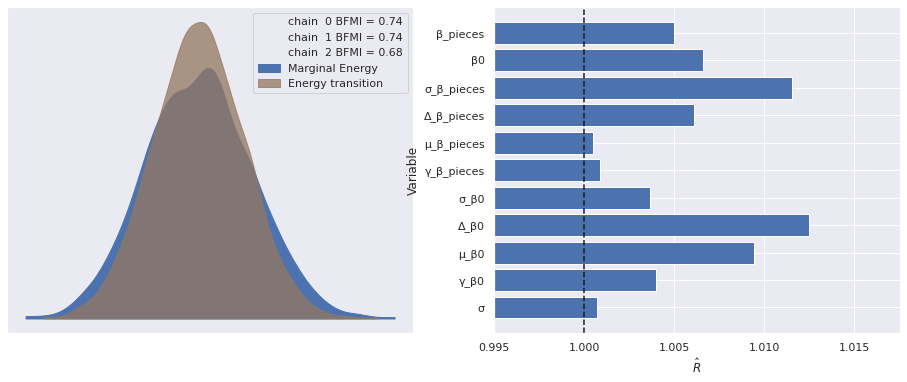 chain  0 BFMI = 0.74
chain  1 BFMI = 0.74
chain  2 BFMI = 0.68
Marginal Energy
Energy transition
Variable
β_pieces
β0
σ_β_pieces
Δ_β_pieces
μ_β_pieces
γ_β_pieces
σ_β0
Δ_β0
μ_β0
γ_β0
σ
0.995 1.000 1.005 1.010 1.015
R̂